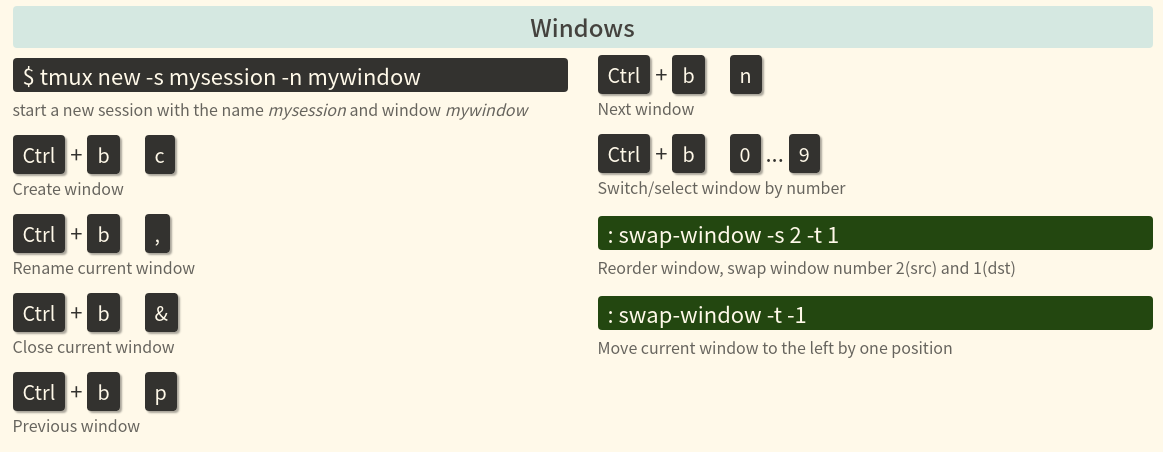 Windows
$ tmux new -s mysession -n mywindow
start a new session with the name mysession and window mywindow
Ctrl + b c
Create window
Ctrl + b ,
Rename current window
Ctrl + b &
Close current window
Ctrl + b p
Previous window
Ctrl + b n
Next window
Ctrl + b 0 ... 9
Switch/select window by number
: swap-window -s 2 -t 1
Reorder window, swap window number 2(src) and 1(dst)
: swap-window -t -1
Move current window to the left by one position